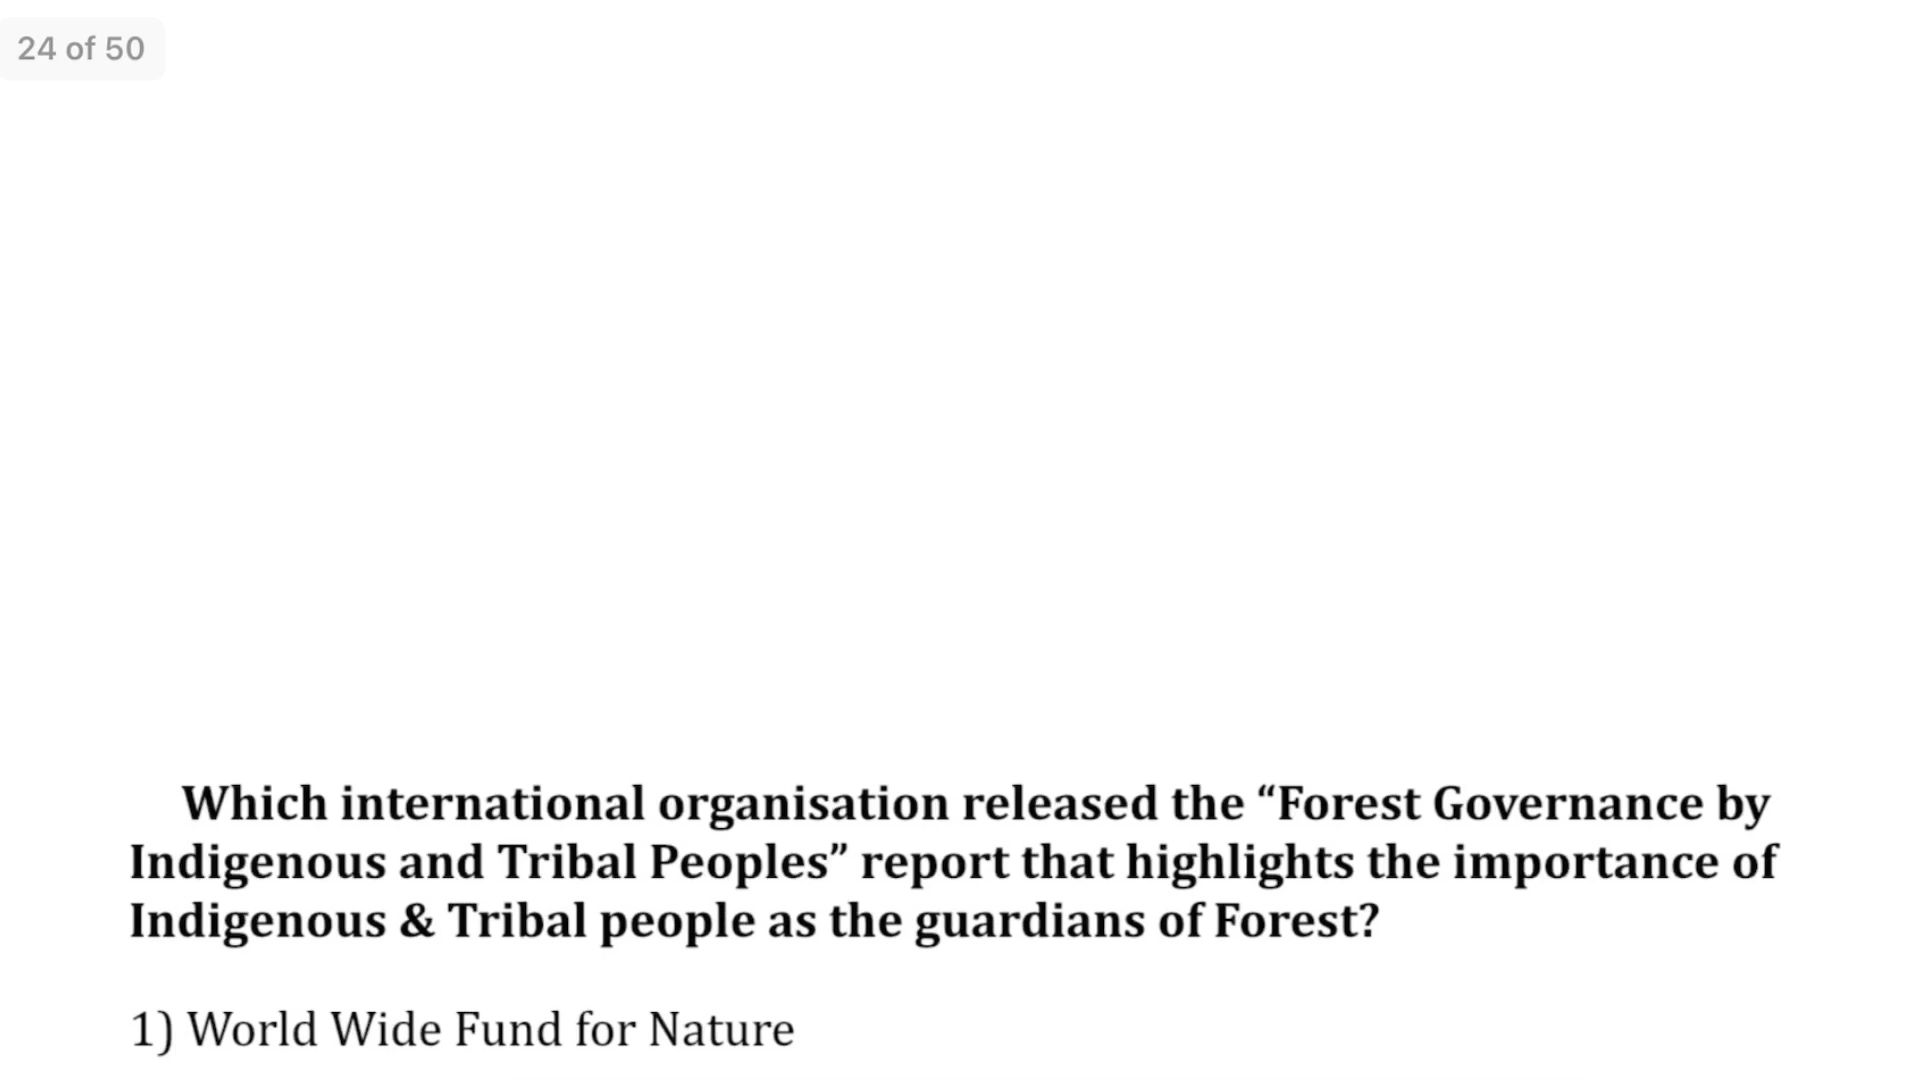 24 of 50
Which international organisation released the “Forest Governance by
Indigenous and Tribal Peoples” report that highlights the importance of
Indigenous & Tribal people as the guardians of Forest?
1) World Wide Fund for Nature